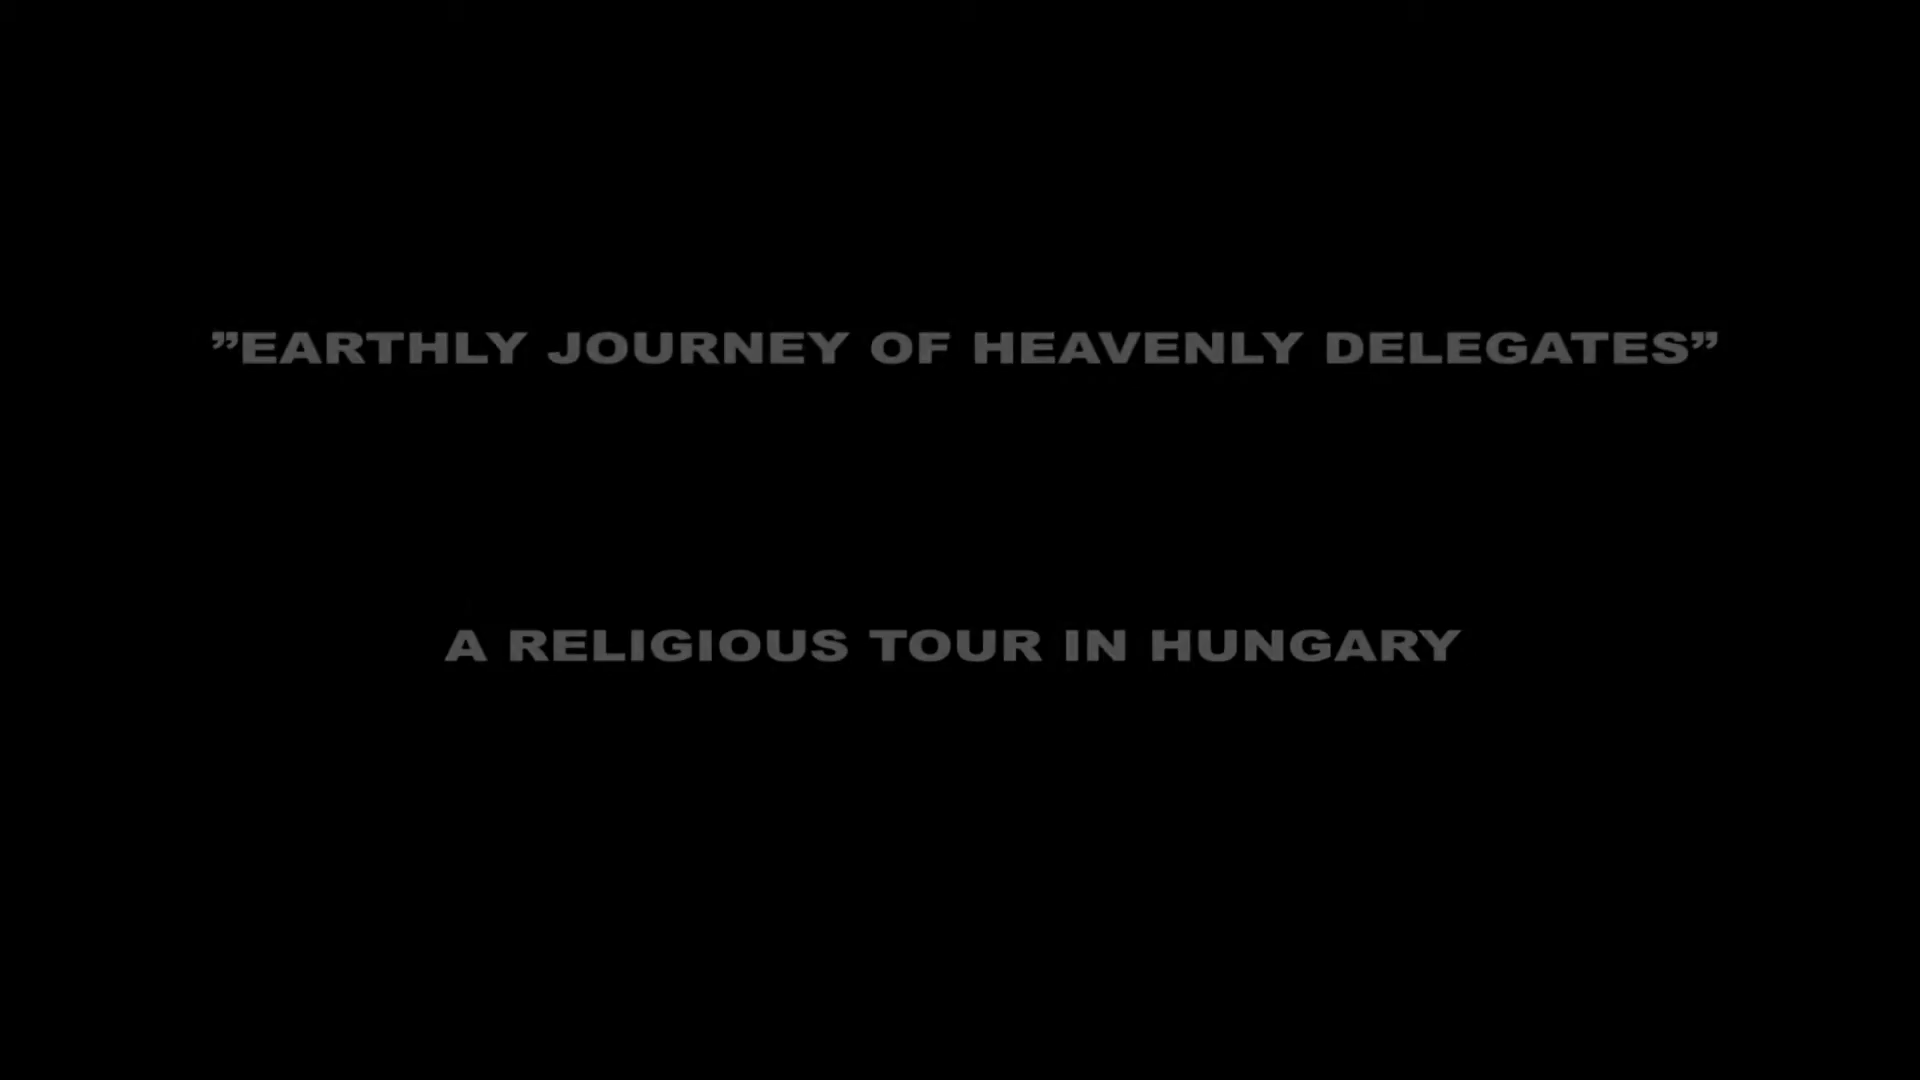 ”EARTHLY JOURNEY OF HEAVENLY DELEGATES”
A RELIGIOUS TOUR IN HUNGARY